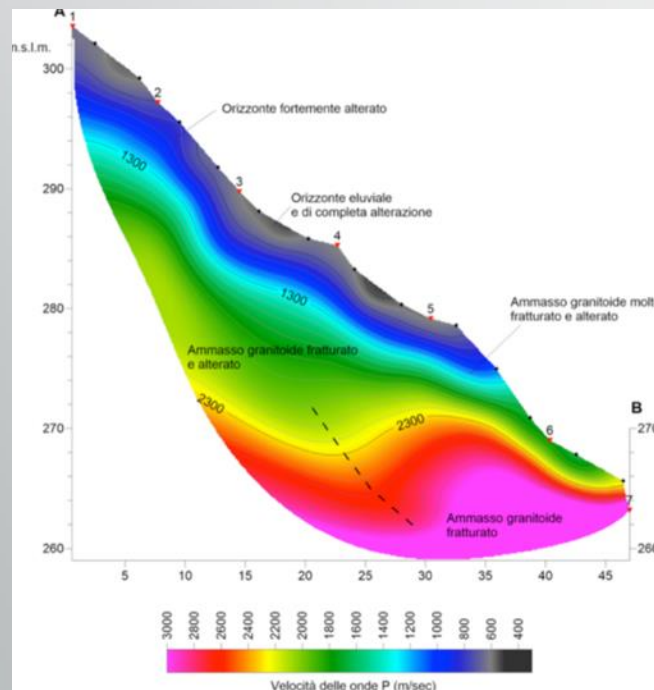 A
1
m.s.l.m.
300
2
Orizzonte fortemente alterato
1300
290
3
Orizzonte eluviale
e di completa alterazione
4
1300
280
5
Ammasso granitoide molt
fratturato e alterato
Ammasso granitoide fratturato
e alterato
2300
2300
B
270
6
270
7
Ammasso granitoide
fratturato
260
260
5 10 15 20 25 30 35 40 45
3000 2800 2600 2400 2200 2000 1800 1600 1400 1200 1000 800 600 400
Velocità delle onde P (m/sec)